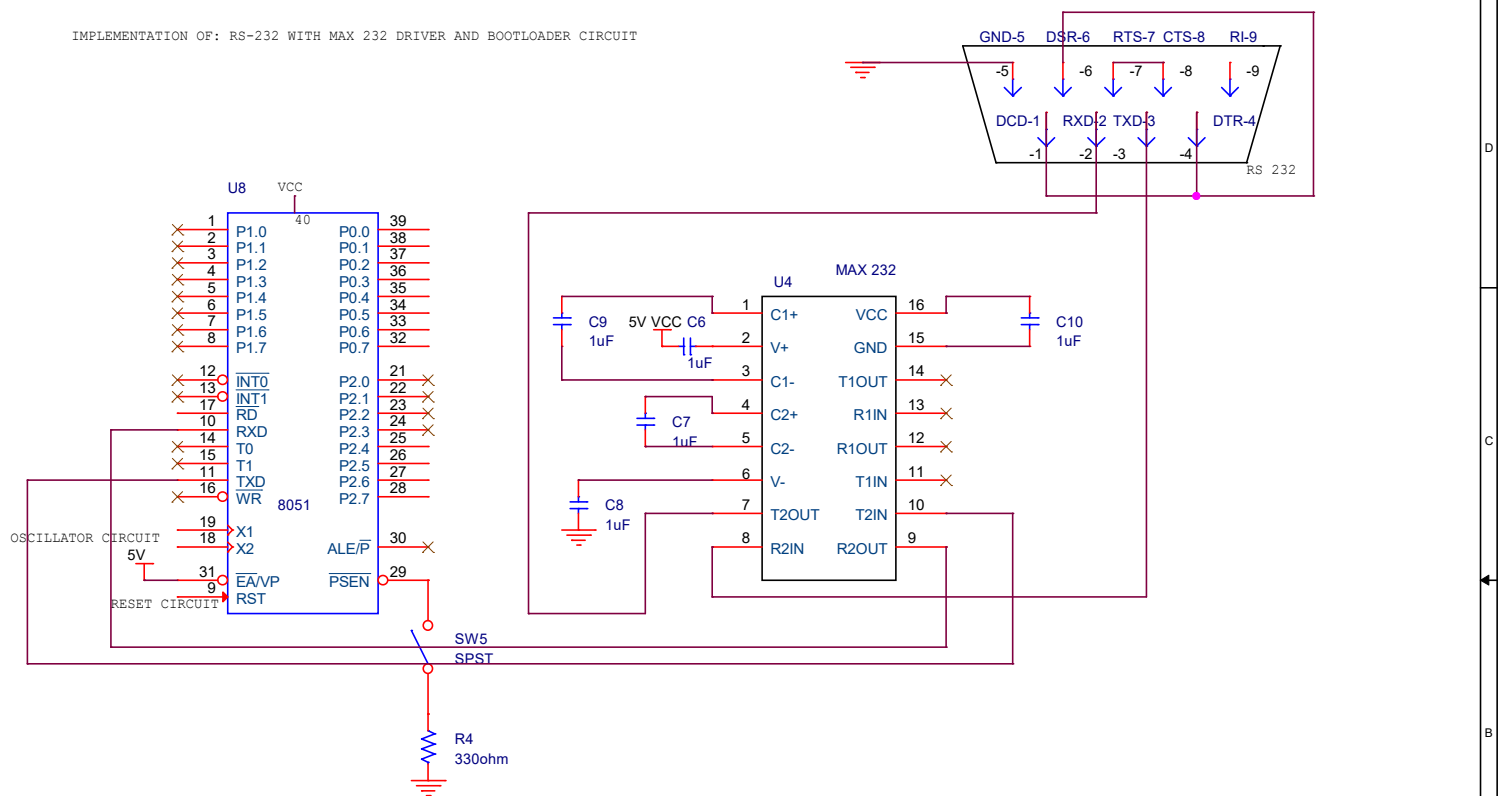 IMPLEMENTATION OF: RS-232 WITH MAX 232 DRIVER AND BOOTLOADER CIRCUIT
GND-5 DSR-6 RTS-7 CTS-8 RI-9
-5 -6 -7 -8 -9
DCD-1 RXD-2 TXD-3 DTR-4
-1 -2 -3 -4
RS 232
D
U8 VCC
40
1 P1.0 P0.0 39
2 P1.1 P0.1 38
3 P1.2 P0.2 37
4 P1.3 P0.3 36
5 P1.4 P0.4 35
6 P1.5 P0.5 34
7 P1.6 P0.6 33
8 P1.7 P0.7 32
12 INT0 P2.0 21
13 INT1 P2.1 22
17 RD P2.2 23
10 RXD P2.3 24
14 T0 P2.4 25
15 T1 P2.5 26
11 TXD P2.6 27
16 WR P2.7 28
8051
19 X1
18 X2 ALE/P 30
OSCILLATOR CIRCUIT
5V
31 EA/VP PSEN 29
9 RST
RESET CIRCUIT
SW5
SPST
R4
330ohm
MAX 232
U4
1 C1+ VCC 16
2 V+ GND 15
3 C1- T1OUT 14
4 C2+ R1IN 13
5 C2- R1OUT 12
6 V- T1IN 11
7 T2OUT T2IN 10
8 R2IN R2OUT 9
C9
1uF
5V VCC C6
1uF
C7
1uF
C8
1uF
C10
1uF
C
B